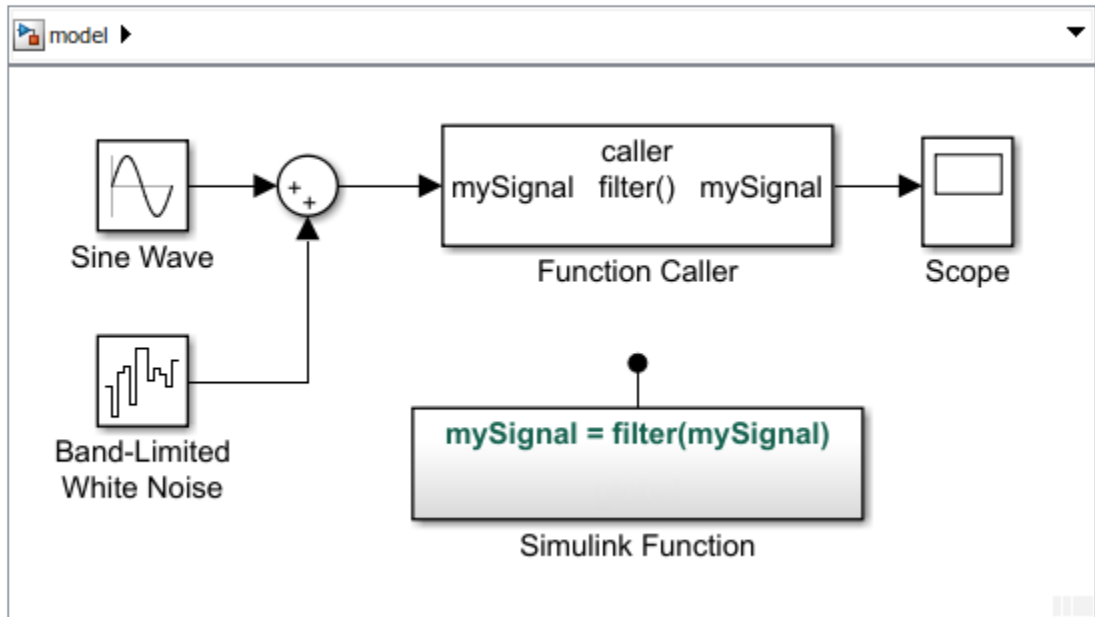 model
caller
mySignal filter() mySignal
+
+
Sine Wave
Function Caller
Scope
mySignal = filter(mySignal)
Band-Limited
White Noise
Simulink Function